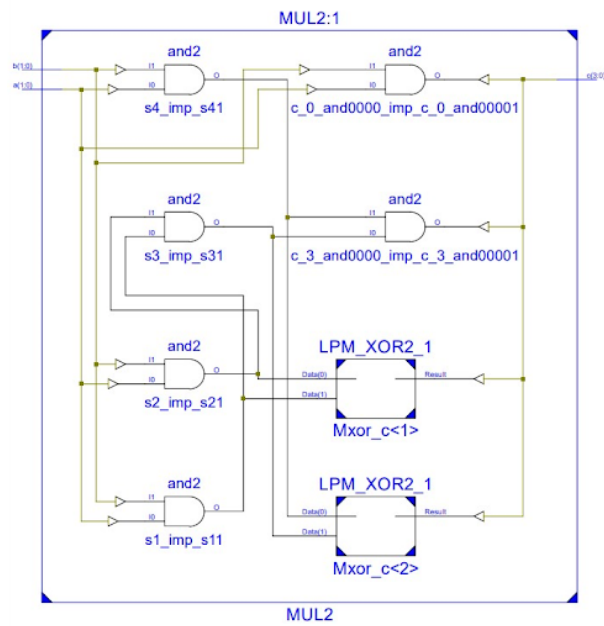 MUL2:1
and2
and2
b(1:0)
I1
O
I1
O
a(1:0)
I0
I0
c(3:0)
s4_imp_s41
c_0_and0000_imp_c_0_and00001
and2
and2
I1
O
I1
O
I0
I0
s3_imp_s31
c_3_and0000_imp_c_3_and00001
and2
LPM_XOR2_1
I1
O
Data(0)
Result
I0
Data(1)
s2_imp_s21
Mxor_c<1>
and2
LPM_XOR2_1
I1
O
Data(0)
Result
I0
Data(1)
s1_imp_s11
Mxor_c<2>
MUL2